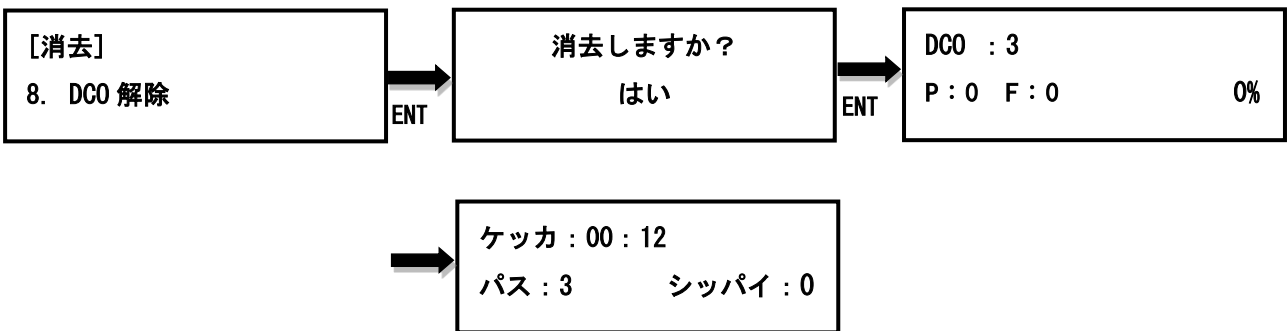 [消去]
8. DCO 解除
ENT
消去しますか？
はい
ENT
DCO ：3
P：0 F：0 0%
ケッカ：00：12
パス：3 シッパイ：0